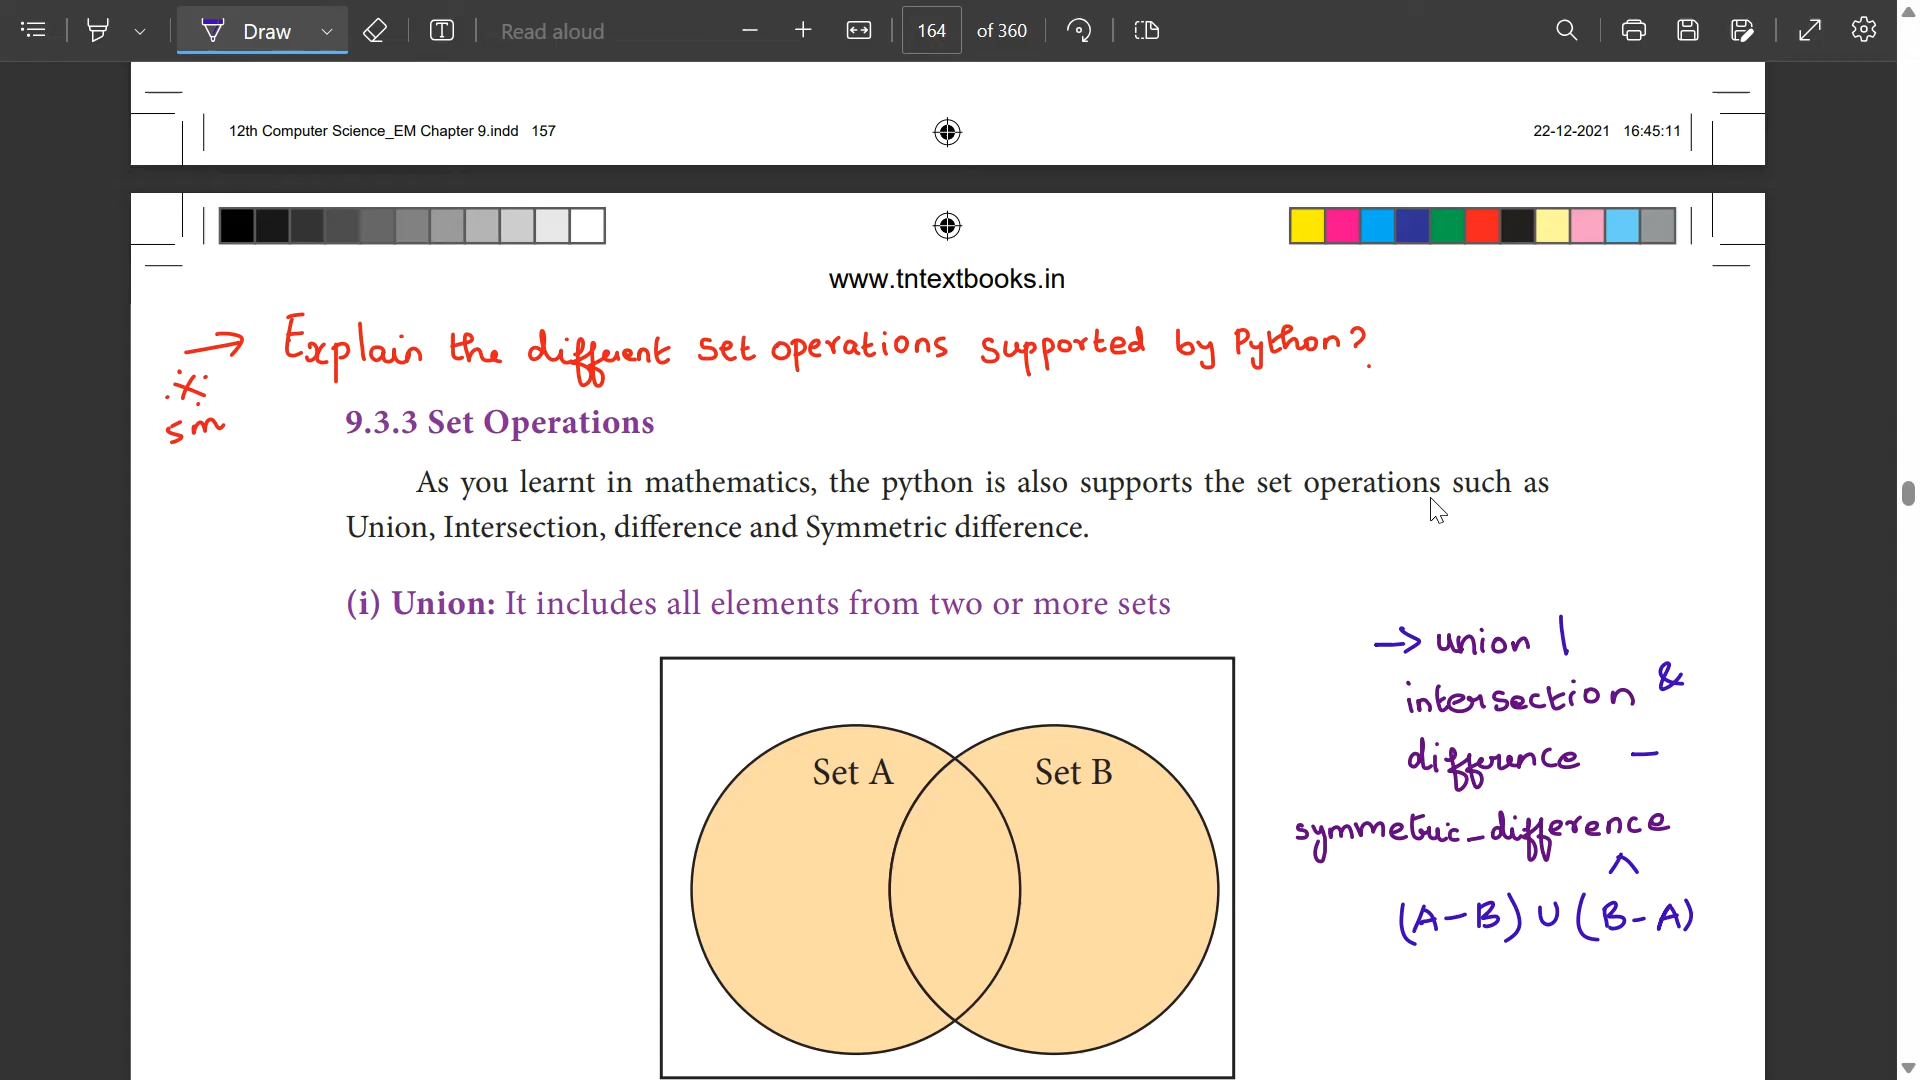 Draw
Read aloud
164 of 360
12th Computer Science_EM Chapter 9.indd 157
22-12-2021 16:45:11
www.tntextbooks.in
→ Explain the different set operations supported by Python?
5m
9.3.3 Set Operations
As you learnt in mathematics, the python is also supports the set operations such as
Union, Intersection, difference and Symmetric difference.
(i) Union: It includes all elements from two or more sets
→ union |
intersection &
difference -
symmetric_difference
^
(A-B) ∪ (B-A)
Set A
Set B